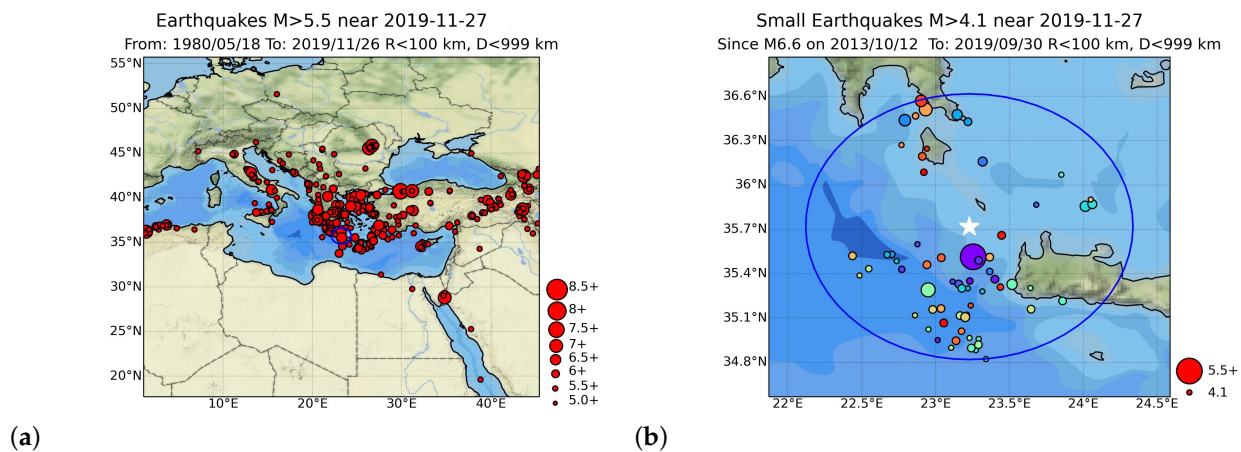 Earthquakes M>5.5 near 2019-11-27
From: 1980/05/18 To: 2019/11/26 R<100 km, D<999 km
55°N
50°N
45°N
40°N
35°N
30°N
25°N
20°N
10°E
20°E
30°E
40°E
8.5+
8+
7.5+
7+
6.5+
6+
5.5+
5.0+
(a)
Small Earthquakes M>4.1 near 2019-11-27
Since M6.6 on 2013/10/12 To: 2019/09/30 R<100 km, D<999 km
36.6°N
36.3°N
36°N
35.7°N
35.4°N
35.1°N
34.8°N
22°E
22.5°E
23°E
23.5°E
24°E
24.5°E
5.5+
4.1
(b)